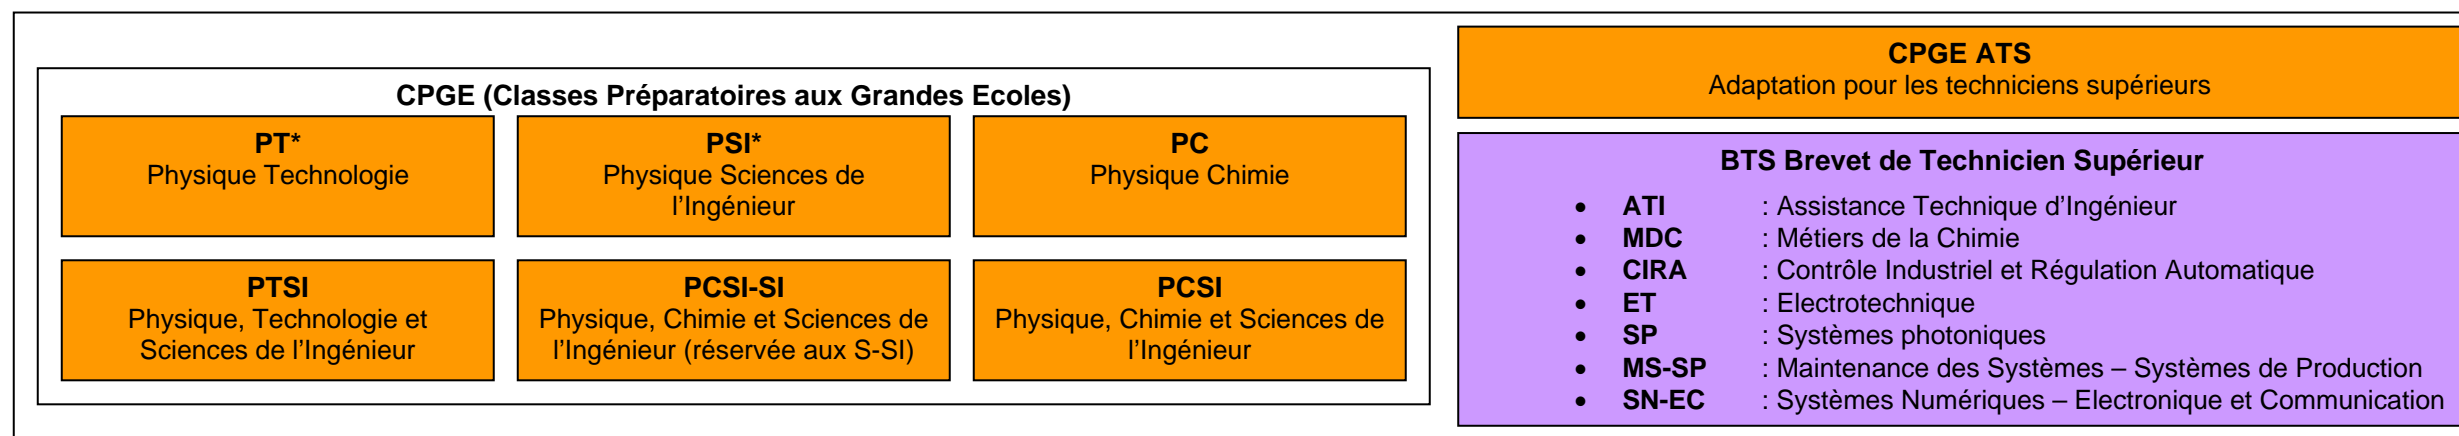 CPGE (Classes Préparatoires aux Grandes Ecoles)
PT*
Physique Technologie
PSI*
Physique Sciences de
l’Ingénieur
PC
Physique Chimie
PTSI
Physique, Technologie et
Sciences de l’Ingénieur
PCSI-SI
Physique, Chimie et Sciences de
l’Ingénieur (réservée aux S-SI)
PCSI
Physique, Chimie et Sciences de
l’Ingénieur
CPGE ATS
Adaptation pour les techniciens supérieurs
BTS Brevet de Technicien Supérieur
• ATI : Assistance Technique d’Ingénieur
• MDC : Métiers de la Chimie
• CIRA : Contrôle Industriel et Régulation Automatique
• ET : Electrotechnique
• SP : Systèmes photoniques
• MS-SP : Maintenance des Systèmes – Systèmes de Production
• SN-EC : Systèmes Numériques – Electronique et Communication